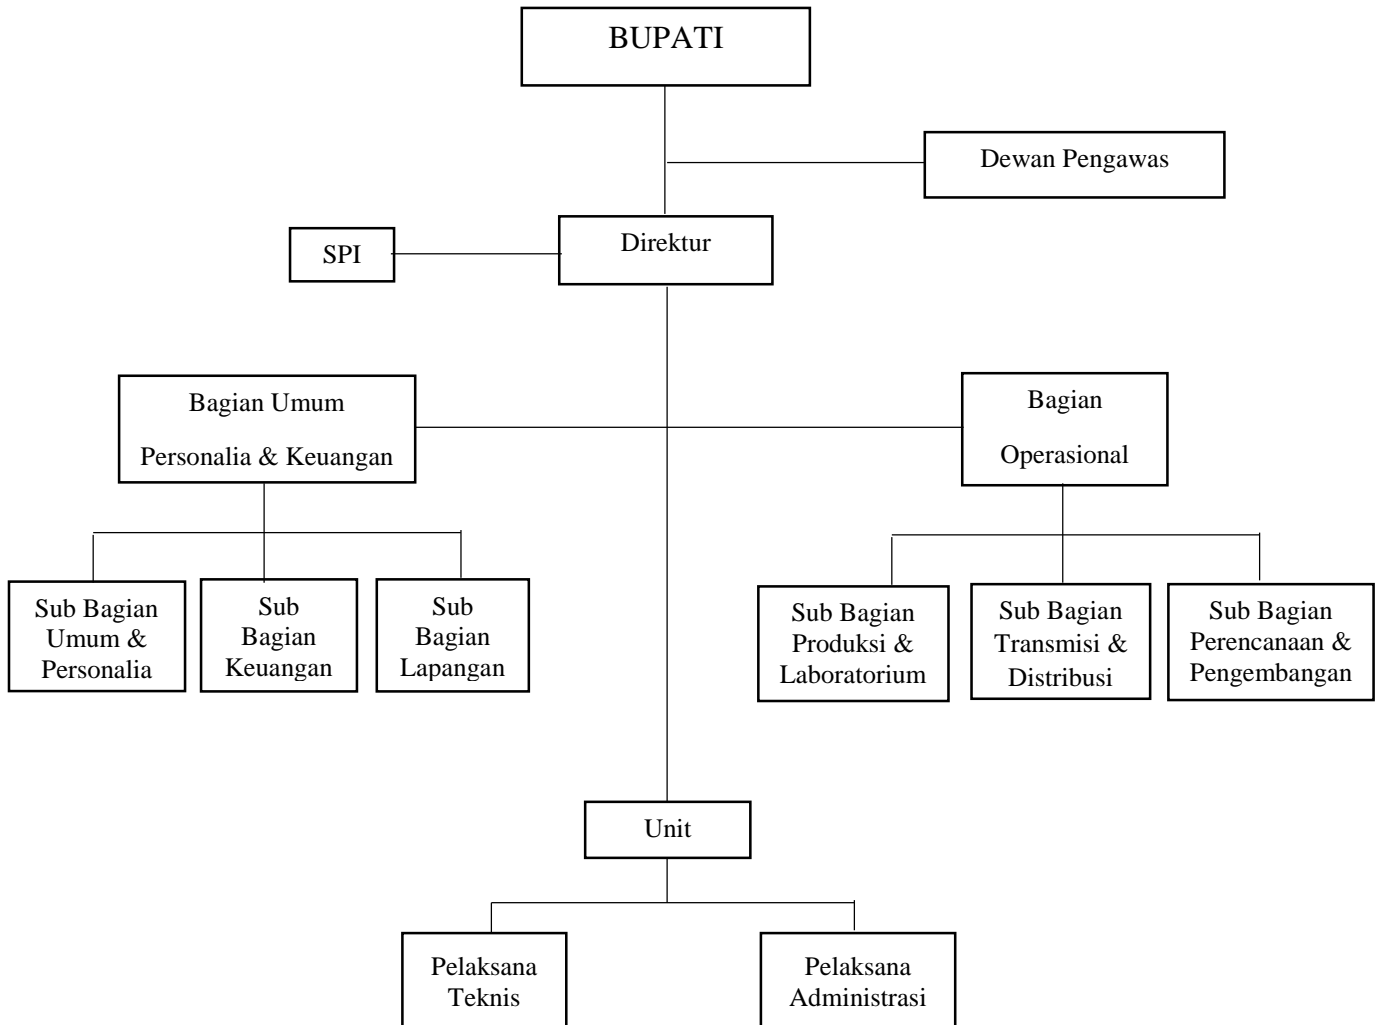 BUPATI
Dewan Pengawas
Direktur
SPI
Bagian Umum
Personalia & Keuangan
Bagian
Operasional
Sub Bagian
Umum &
Personalia
Sub
Bagian
Keuangan
Sub
Bagian
Lapangan
Sub Bagian
Produksi &
Laboratorium
Sub Bagian
Transmisi &
Distribusi
Sub Bagian
Perencanaan &
Pengembangan
Unit
Pelaksana
Teknis
Pelaksana
Administrasi